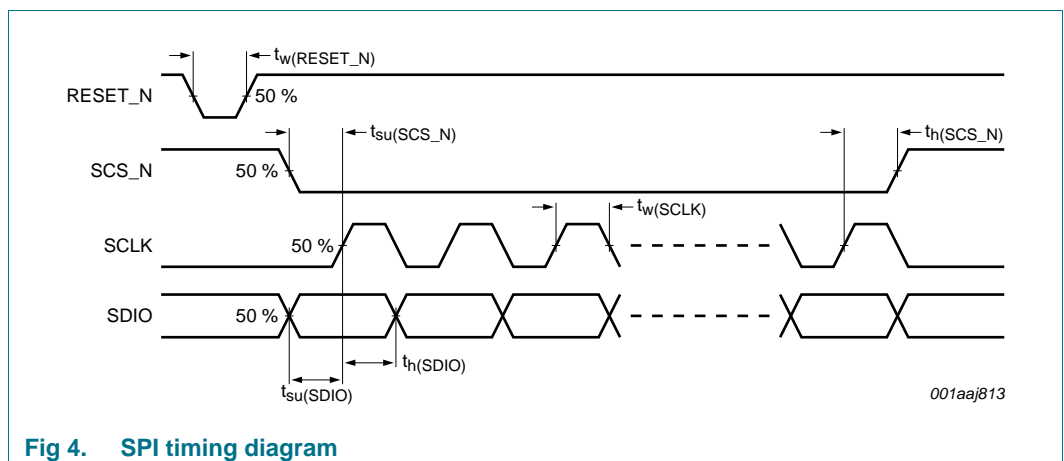 tw(RESET_N)
RESET_N
50 %
tsu(SCS_N)
th(SCS_N)
SCS_N
50 %
tw(SCLK)
SCLK
50 %
SDIO
50 %
th(SDIO)
tsu(SDIO)
001aaj813
Fig 4. SPI timing diagram